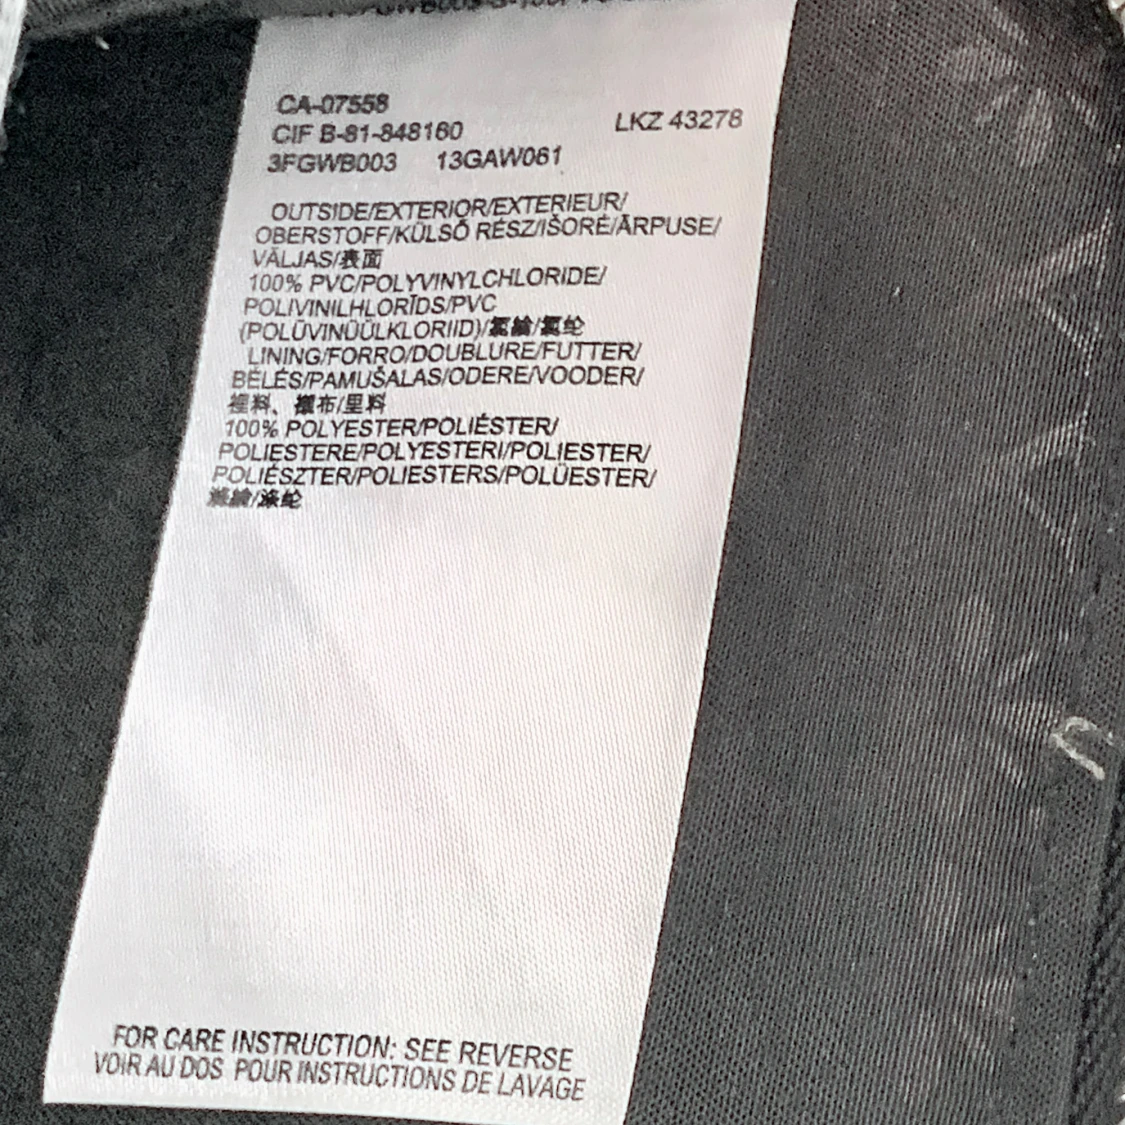 CA-07558
CIF B-81-848160
LKZ 43278
3FGWB003 13GAW061
OUTSIDE/EXTERIOR/EXTERIEUR/
OBERSTOFF/KÜLSŐ RÉSZ/IŠORĖ/ĀRPUSE/
VÄLJAS/表面
100% PVC/POLYVINYLCHLORIDE/
POLIVINILHLORĪDS/PVC
(POLÜVINÜÜLKLORIID)/氯綸/氯纶
LINING/FORRO/DOUBLURE/FUTTER/
BÉLÉS/PAMUŠALAS/ODERE/VOODER/
裡料、襯布/里料
100% POLYESTER/POLIÉSTER/
POLIESTERE/POLYESTERI/POLIESTER/
POLIÉSZTER/POLIESTERS/POLÜESTER/
滌綸/涤纶
FOR CARE INSTRUCTION: SEE REVERSE
VOIR AU DOS POUR INSTRUCTIONS DE LAVAGE